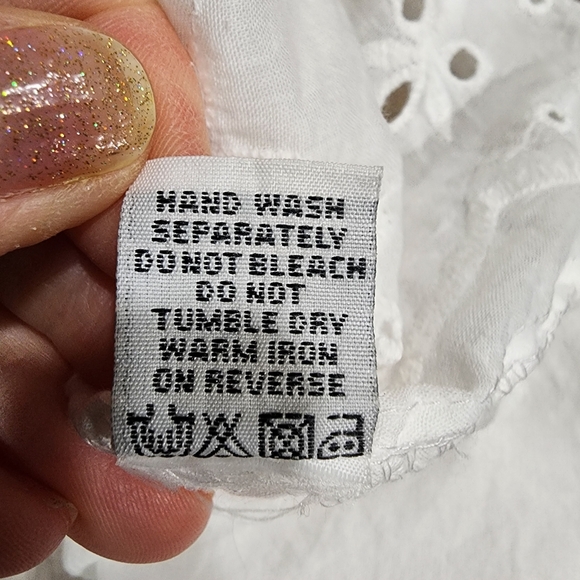 HAND WASH
SEPARATELY
DO NOT BLEACH
DO NOT
TUMBLE DRY
WARM IRON
ON REVERSE